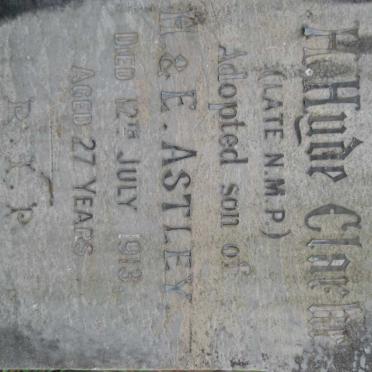 H Hyde Clarke
(LATE N.M.P.)
Adopted son of
H & E. ASTLEY
DIED 12TH JULY 1913.
AGED 27 YEARS
R.I.P.